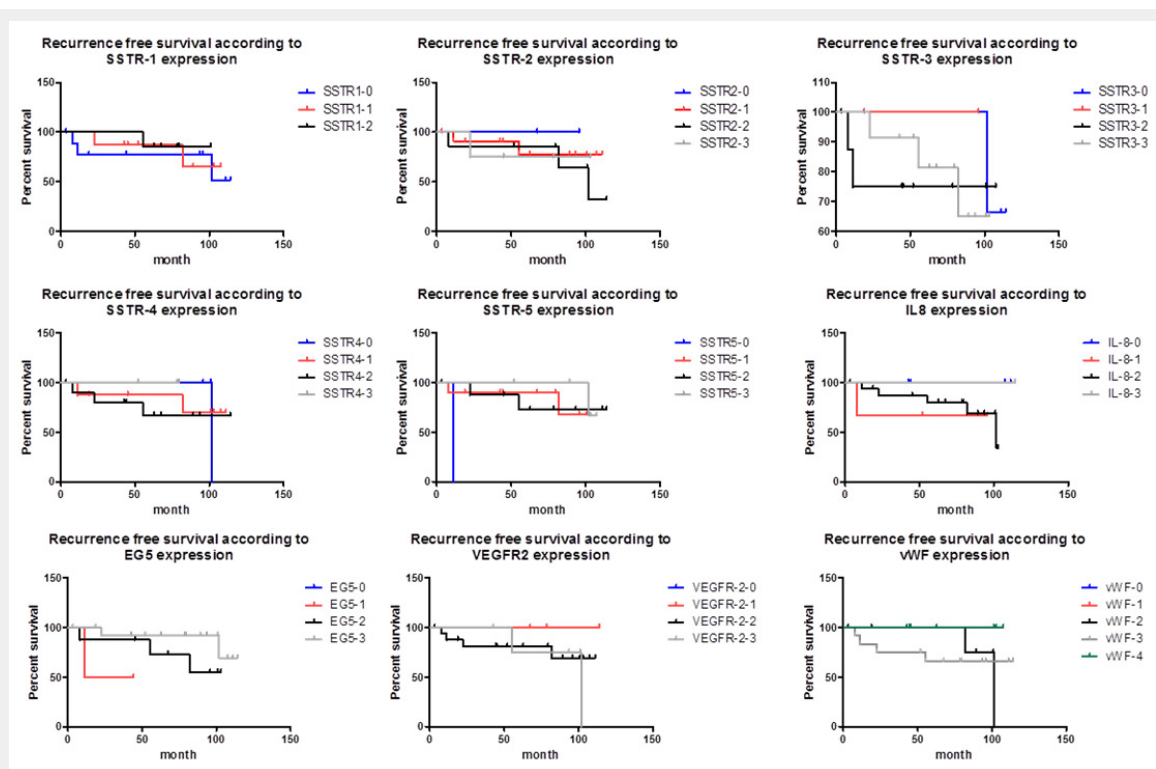 Recurrence free survival according to
SSTR-1 expression
150
100
50
0
Percent survival
0 50 100 150
month
SSTR1-0
SSTR1-1
SSTR1-2
Recurrence free survival according to
SSTR-2 expression
150
100
50
0
Percent survival
0 50 100 150
month
SSTR2-0
SSTR2-1
SSTR2-2
SSTR2-3
Recurrence free survival according to
SSTR-3 expression
110
100
90
80
70
60
Percent survival
0 50 100 150
month
SSTR3-0
SSTR3-1
SSTR3-2
SSTR3-3
Recurrence free survival according to
SSTR-4 expression
150
100
50
0
Percent survival
0 50 100 150
month
SSTR4-0
SSTR4-1
SSTR4-2
SSTR4-3
Recurrence free survival according to
SSTR-5 expression
150
100
50
0
Percent survival
0 50 100 150
month
SSTR5-0
SSTR5-1
SSTR5-2
SSTR5-3
Recurrence free survival according to
IL8 expression
150
100
50
0
Percent survival
0 50 100 150
month
IL-8-0
IL-8-1
IL-8-2
IL-8-3
Recurrence free survival according to
EG5 expression
150
100
50
0
Percent survival
0 50 100 150
month
EG5-0
EG5-1
EG5-2
EG5-3
Recurrence free survival according to
VEGFR2 expression
150
100
50
0
Percent survival
0 50 100 150
month
VEGFR-2-0
VEGFR-2-1
VEGFR-2-2
VEGFR-2-3
Recurrence free survival according to
vWF expression
150
100
50
0
Percent survival
0 50 100 150
month
vWF-0
vWF-1
vWF-2
vWF-3
vWF-4